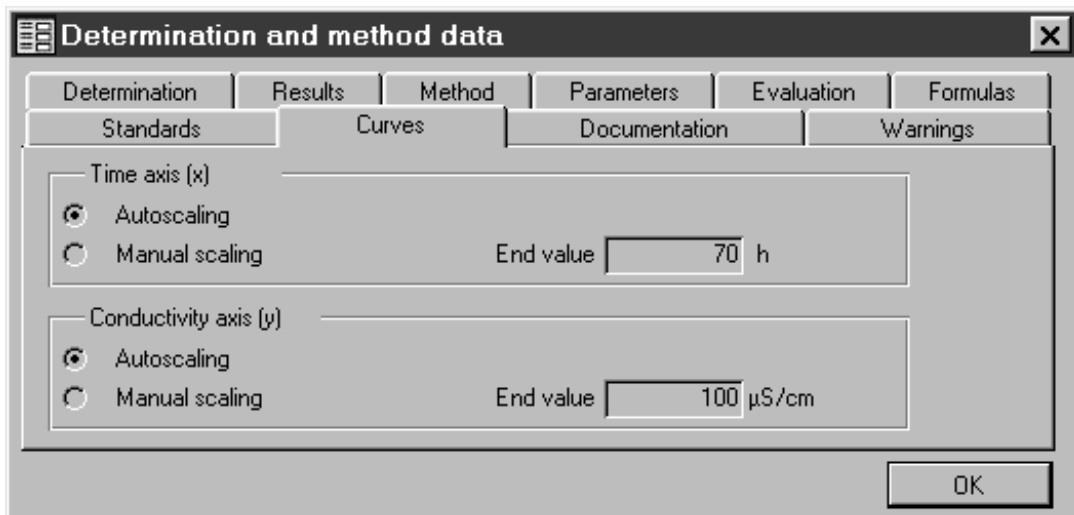 Determination and method data
Determination Results Method Parameters Evaluation Formulas
Standards Curves Documentation Warnings
Time axis (x)
Autoscaling
Manual scaling End value 70 h
Conductivity axis (y)
Autoscaling
Manual scaling End value 100 µS/cm
OK